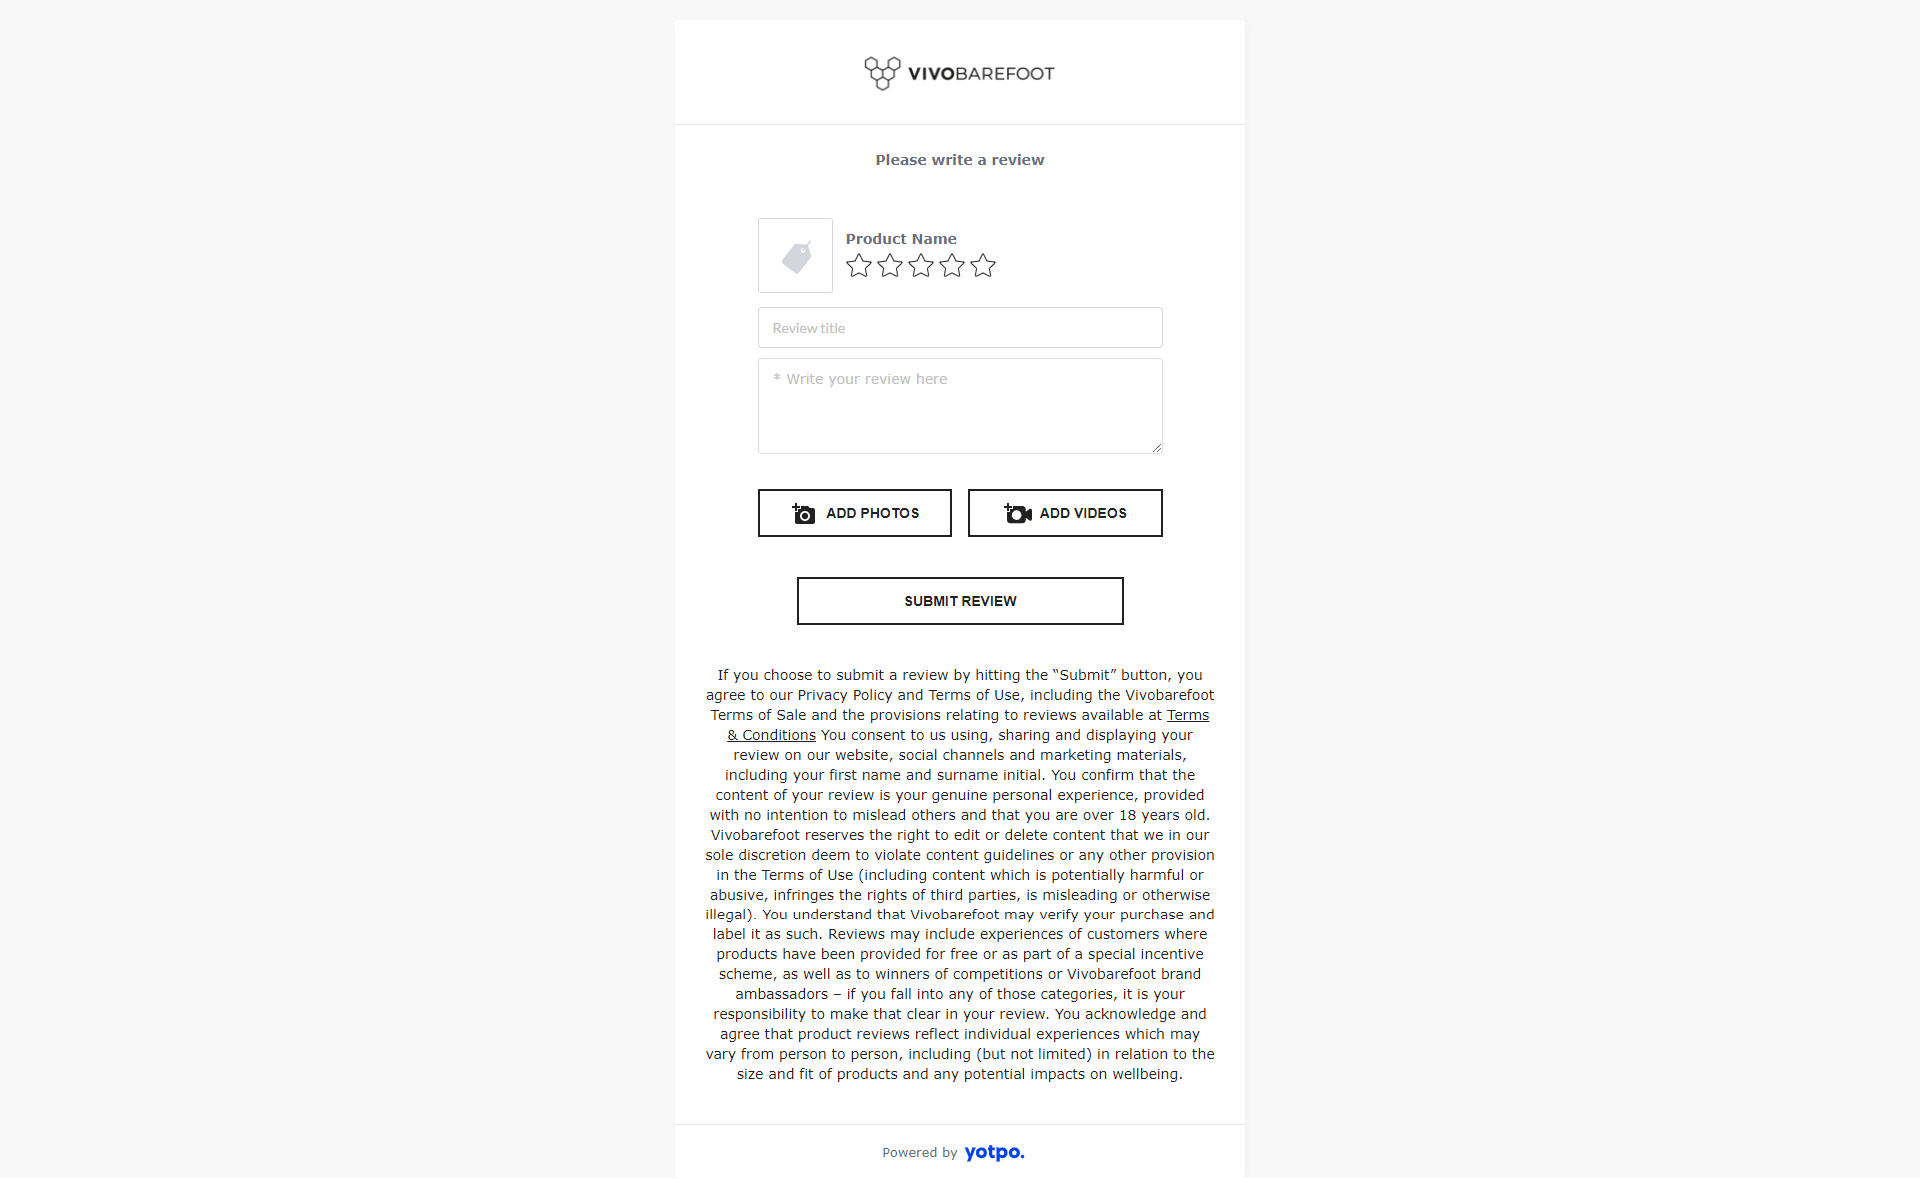 VIVOBAREFOOT
Please write a review
Product Name
Review title
* Write your review here
ADD PHOTOS
ADD VIDEOS
SUBMIT REVIEW
If you choose to submit a review by hitting the “Submit” button, you
agree to our Privacy Policy and Terms of Use, including the Vivobarefoot
Terms of Sale and the provisions relating to reviews available at Terms
& Conditions You consent to us using, sharing and displaying your
review on our website, social channels and marketing materials,
including your first name and surname initial. You confirm that the
content of your review is your genuine personal experience, provided
with no intention to mislead others and that you are over 18 years old.
Vivobarefoot reserves the right to edit or delete content that we in our
sole discretion deem to violate content guidelines or any other provision
in the Terms of Use (including content which is potentially harmful or
abusive, infringes the rights of third parties, is misleading or otherwise
illegal). You understand that Vivobarefoot may verify your purchase and
label it as such. Reviews may include experiences of customers where
products have been provided for free or as part of a special incentive
scheme, as well as to winners of competitions or Vivobarefoot brand
ambassadors – if you fall into any of those categories, it is your
responsibility to make that clear in your review. You acknowledge and
agree that product reviews reflect individual experiences which may
vary from person to person, including (but not limited) in relation to the
size and fit of products and any potential impacts on wellbeing.
Powered by yotpo.